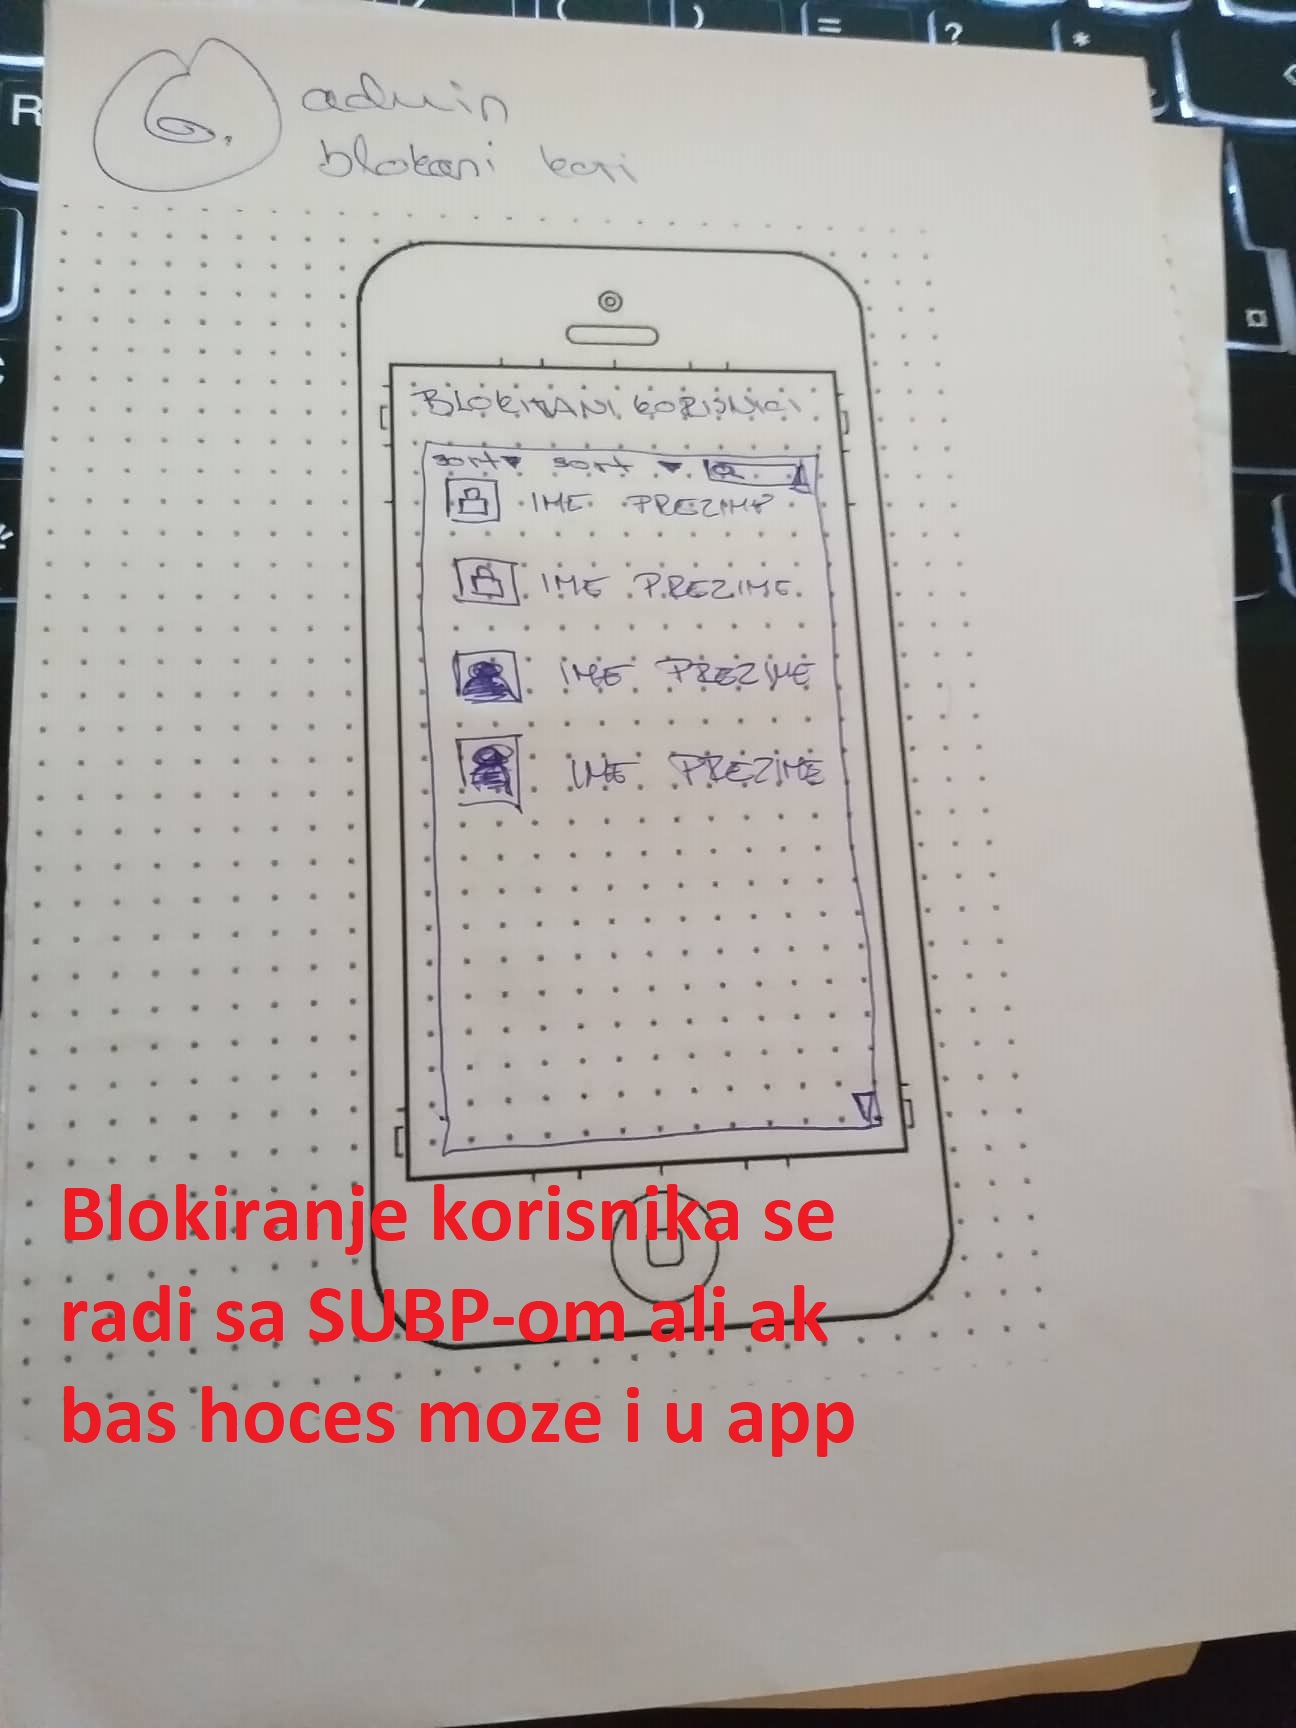 6.
admin
blokani kori
BLOKIRANI KORISNICI
sort sort
IME PREZIME
IME PREZIME
IME PREZIME
IME PREZIME
Blokiranje korisnika se
radi sa SUBP-om ali ak
bas hoces moze i u app